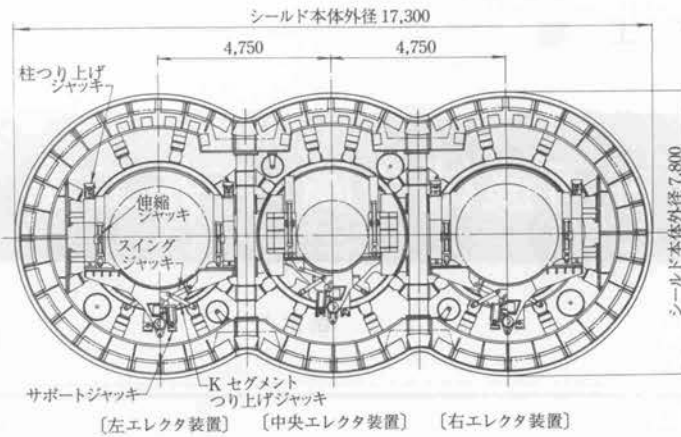 シールド本体外径 17,300
4,750
4,750
柱つり上げ
ジャッキ
伸縮
ジャッキ
スイング
ジャッキ
シールド本体外径 7,800
サポートジャッキ
K セグメント
つり上げジャッキ
〔左エレクタ装置〕
〔中央エレクタ装置〕
〔右エレクタ装置〕